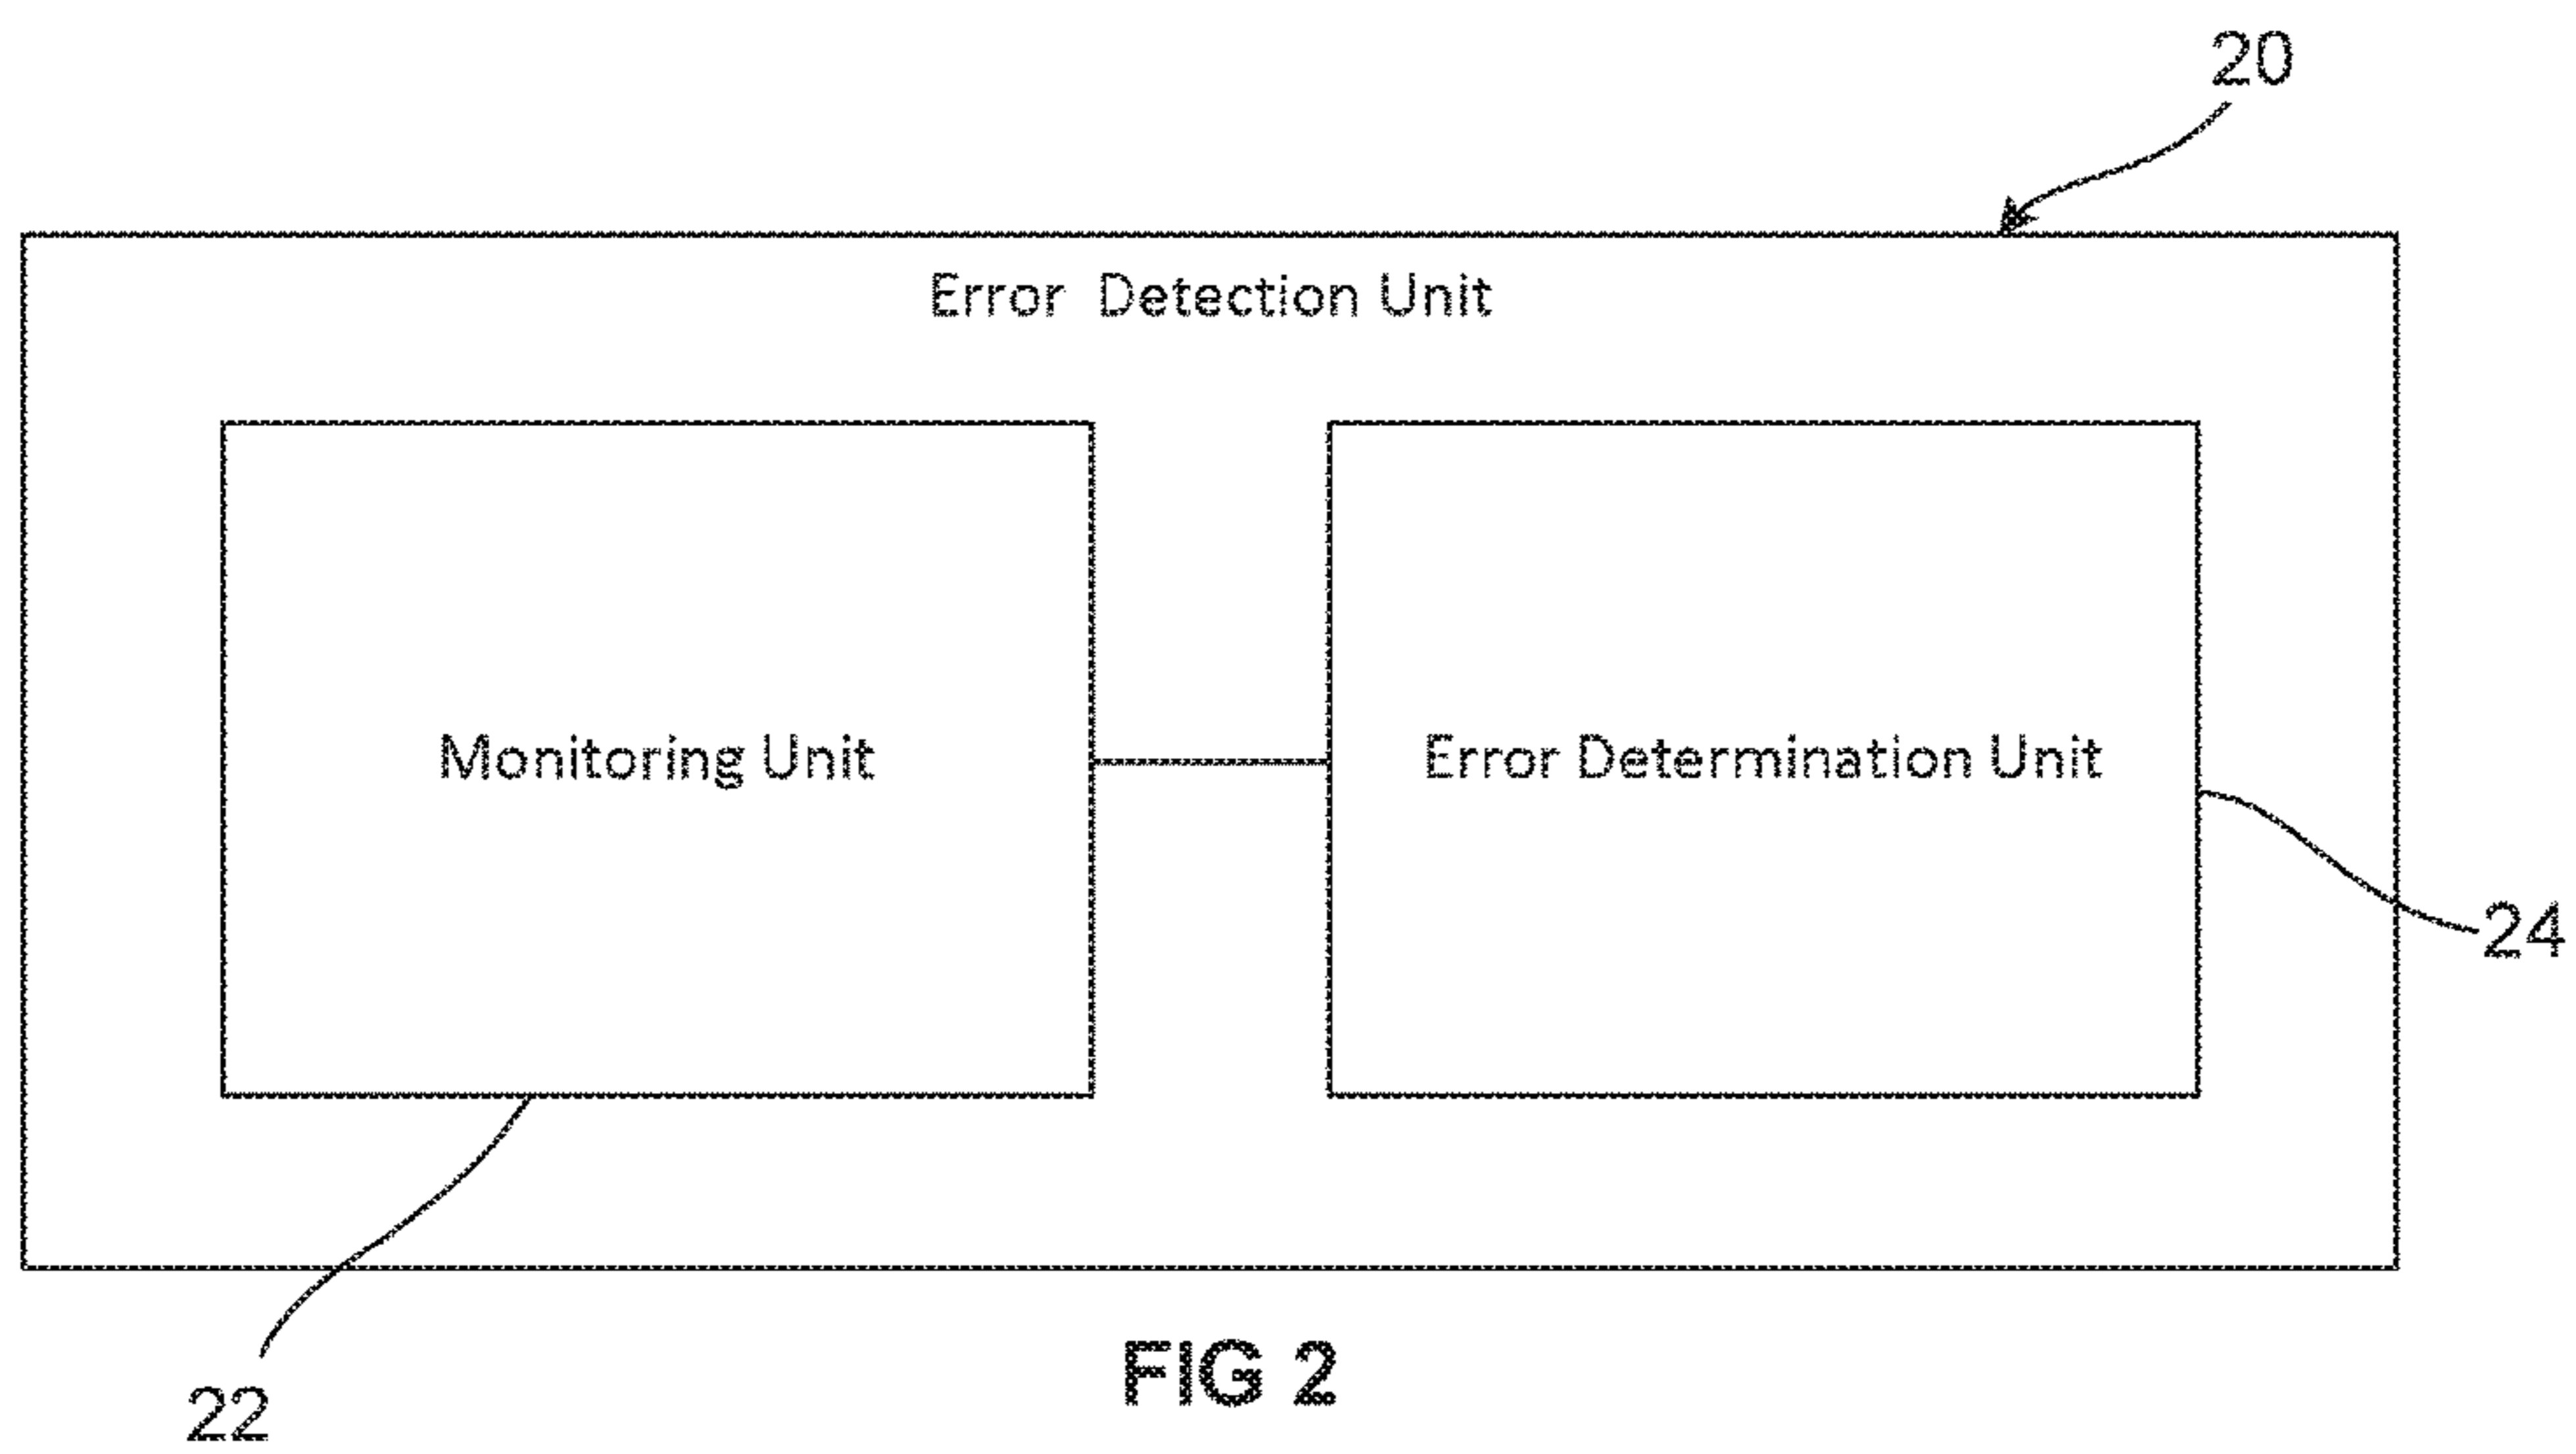 20
Error Detection Unit
Monitoring Unit
Error Determination Unit
24
22
FIG 2